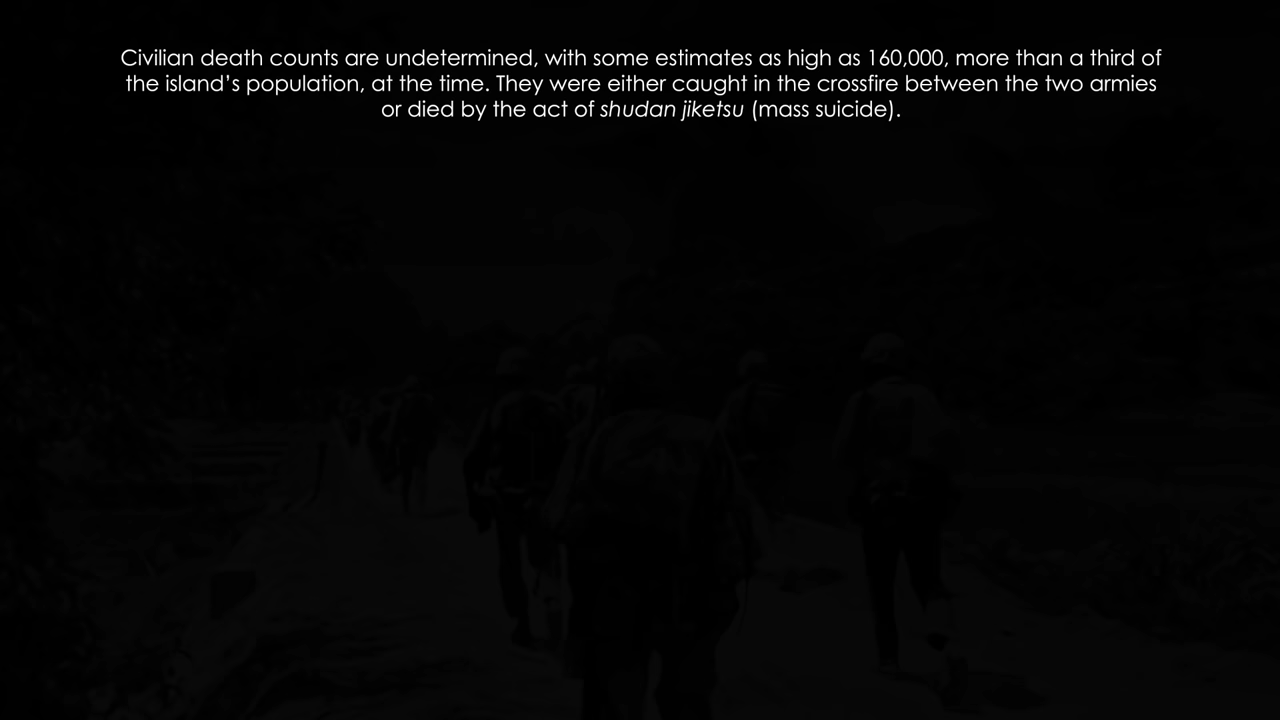 Civilian death counts are undetermined, with some estimates as high as 160,000, more than a third of
the island’s population, at the time. They were either caught in the crossfire between the two armies
or died by the act of shudan jiketsu (mass suicide).